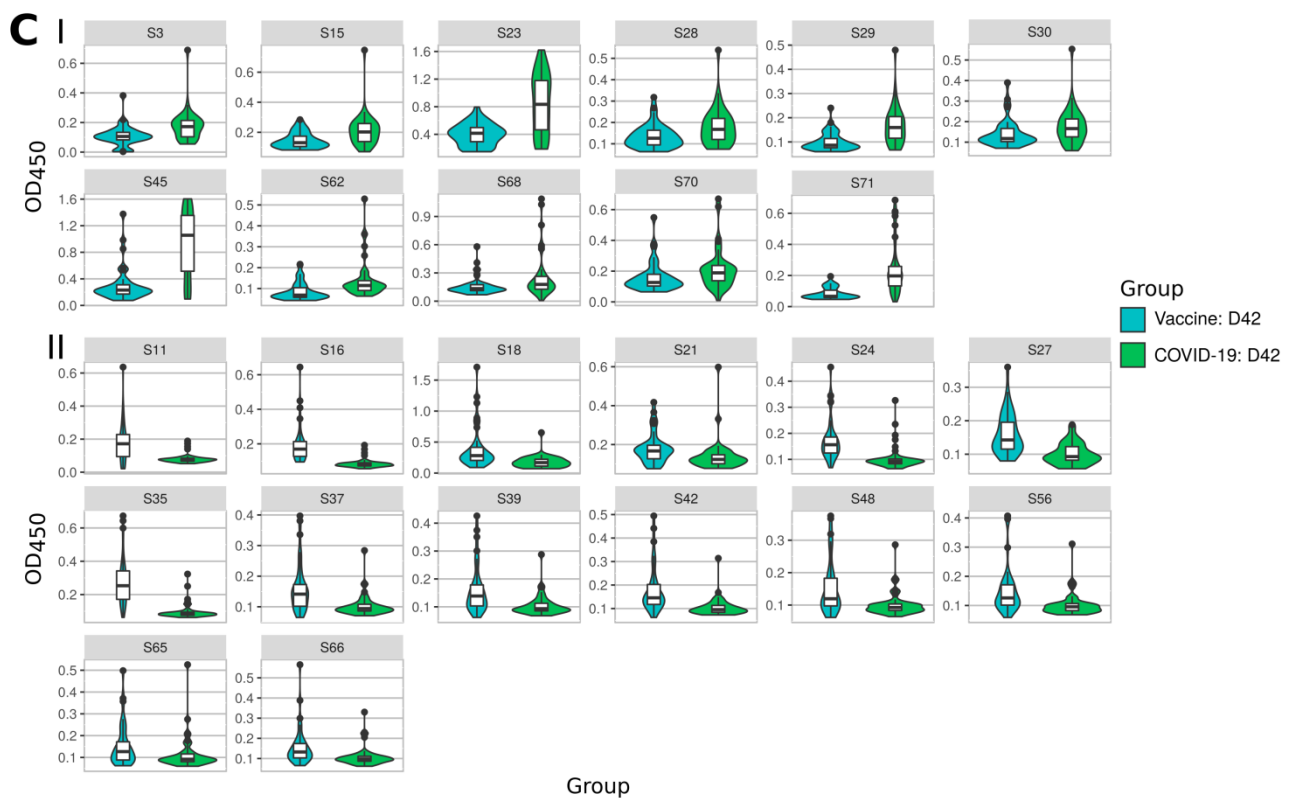 C I
S3 S15 S23 S28 S29 S30
0.6 0.4 0.2 0.0
0.6 0.4 0.2
1.6 1.2 0.8 0.4
0.5 0.4 0.3 0.2 0.1
0.5 0.4 0.3 0.2 0.1
0.5 0.4 0.3 0.2 0.1
OD450
S45 S62 S68 S70 S71
1.6 1.2 0.8 0.4 0.0
0.5 0.4 0.3 0.2 0.1
0.9 0.6 0.3 0.0
0.6 0.4 0.2 0.0
0.6 0.4 0.2 0.0
Group
Vaccine: D42
COVID-19: D42
II
S11 S16 S18 S21 S24 S27
0.6 0.4 0.2 0.0
0.6 0.4 0.2
1.5 1.0 0.5 0.0
0.6 0.4 0.2
0.4 0.3 0.2 0.1
0.3 0.2 0.1
OD450
S35 S37 S39 S42 S48 S56
0.6 0.4 0.2
0.4 0.3 0.2 0.1
0.4 0.3 0.2 0.1
0.5 0.4 0.3 0.2 0.1
0.3 0.2 0.1
0.4 0.3 0.2 0.1
S65 S66
0.5 0.4 0.3 0.2 0.1
0.5 0.4 0.3 0.2 0.1
Group